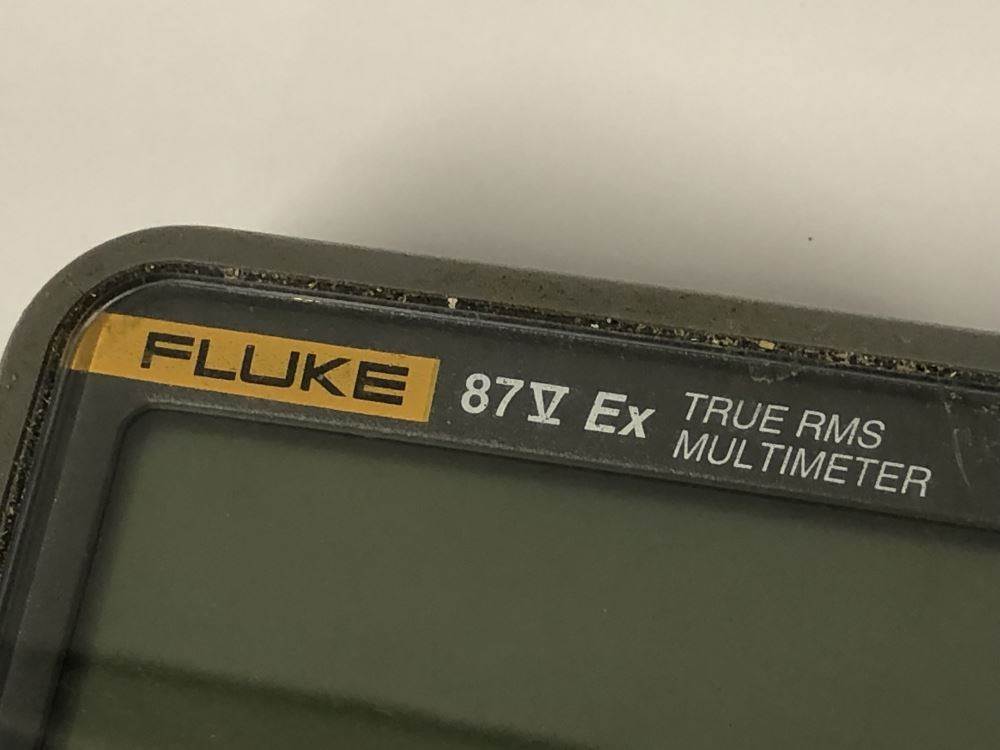 FLUKE
87V Ex
TRUE RMS
MULTIMETER